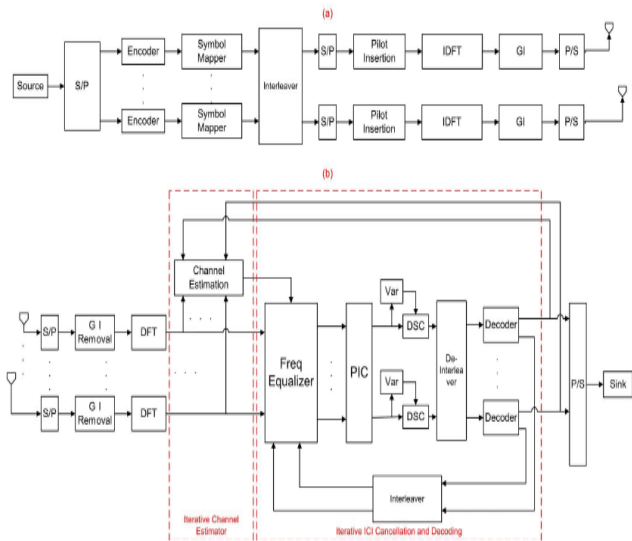 (a)
Source
S/P
Encoder
Symbol
Mapper
Interleaver
S/P
Pilot
Insertion
IDFT
GI
P/S
Encoder
Symbol
Mapper
S/P
Pilot
Insertion
IDFT
GI
P/S
(b)
Channel
Estimation
S/P
G I
Removal
DFT
Freq
Equalizer
PIC
Var
DSC
De-
Interle
aver
Decoder
P/S
Sink
S/P
G I
Removal
DFT
Var
DSC
Decoder
Interleaver
Iterative Channel
Estimator
Iterative ICI Cancellation and Decoding